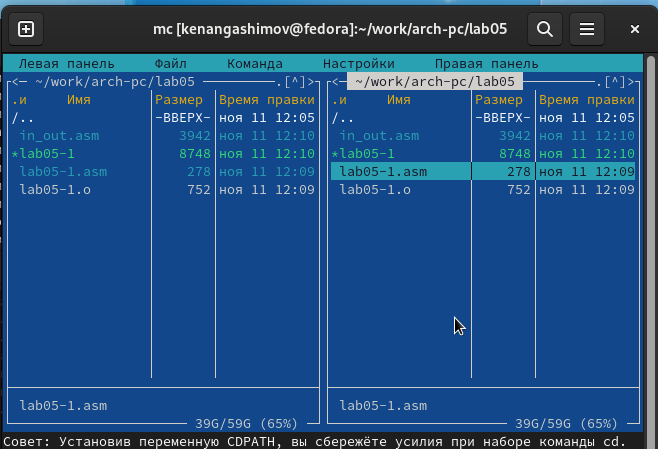 mc [kenangashimov@fedora]:~/work/arch-pc/lab05
Левая панель Файл Команда Настройки Правая панель
<— ~/work/arch-pc/lab05 .[^]> <— ~/work/arch-pc/lab05 .[^]>
.и Имя Размер Время правки .и Имя Размер Время правки
/.. -ВВЕРХ- ноя 11 12:05 /.. -ВВЕРХ- ноя 11 12:05
in_out.asm 3942 ноя 11 12:10 in_out.asm 3942 ноя 11 12:10
*lab05-1 8748 ноя 11 12:10 *lab05-1 8748 ноя 11 12:10
lab05-1.asm 278 ноя 11 12:09 lab05-1.asm 278 ноя 11 12:09
lab05-1.o 752 ноя 11 12:09 lab05-1.o 752 ноя 11 12:09
lab05-1.asm lab05-1.asm
39G/59G (65%) 39G/59G (65%)
Совет: Установив переменную CDPATH, вы сбережёте усилия при наборе команды cd.